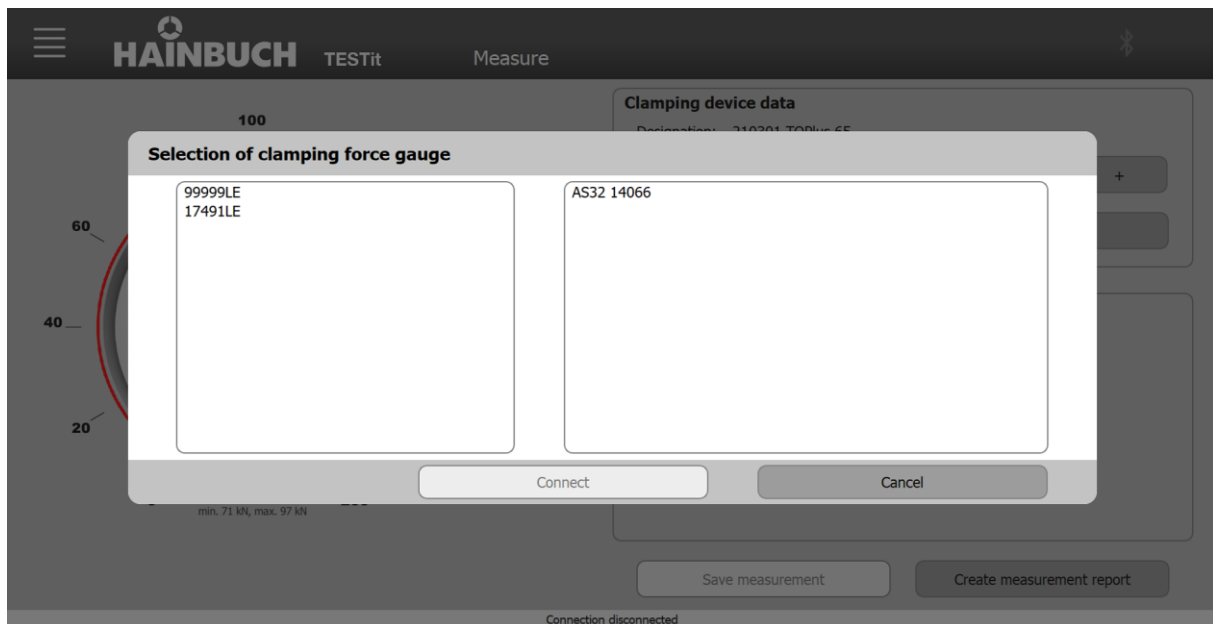 HAINBUCH TESTit Measure
Clamping device data
100
Selection of clamping force gauge
+
99999LE
17491LE
AS32 14066
60
40
20
Connect
Cancel
min. 71 kN, max. 97 kN
Save measurement
Create measurement report
Connection disconnected